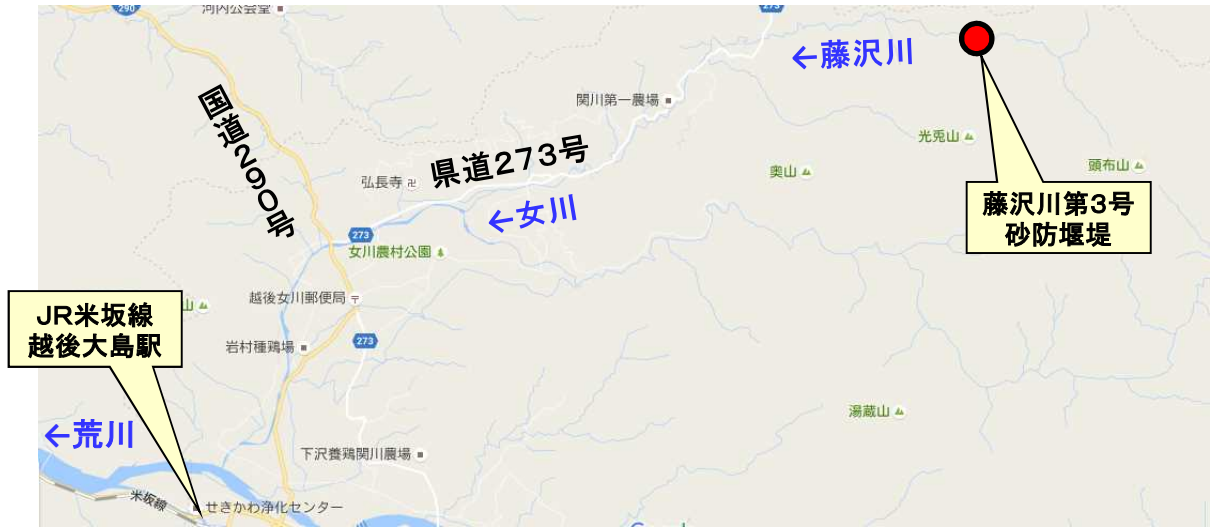 290
河内公会堂
273
←藤沢川
関川第一農場
国道290号
光兎山
頭布山
県道273号
奥山
弘長寺
藤沢川第3号
砂防堰堤
←女川
273
女川農村公園
越後女川郵便局
山
JR米坂線
越後大島駅
岩村種鶏場
273
湯蔵山
←荒川
下沢養鶏関川農場
米坂線
せきかわ浄化センター